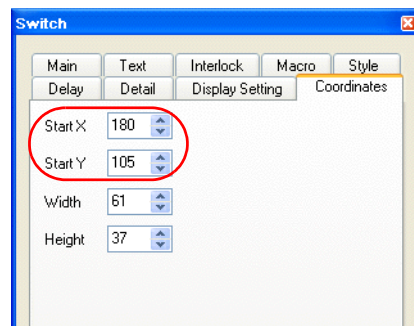 Switch
Main Text Interlock Macro Style
Delay Detail Display Setting Coordinates
Start X 180
Start Y 105
Width 61
Height 37